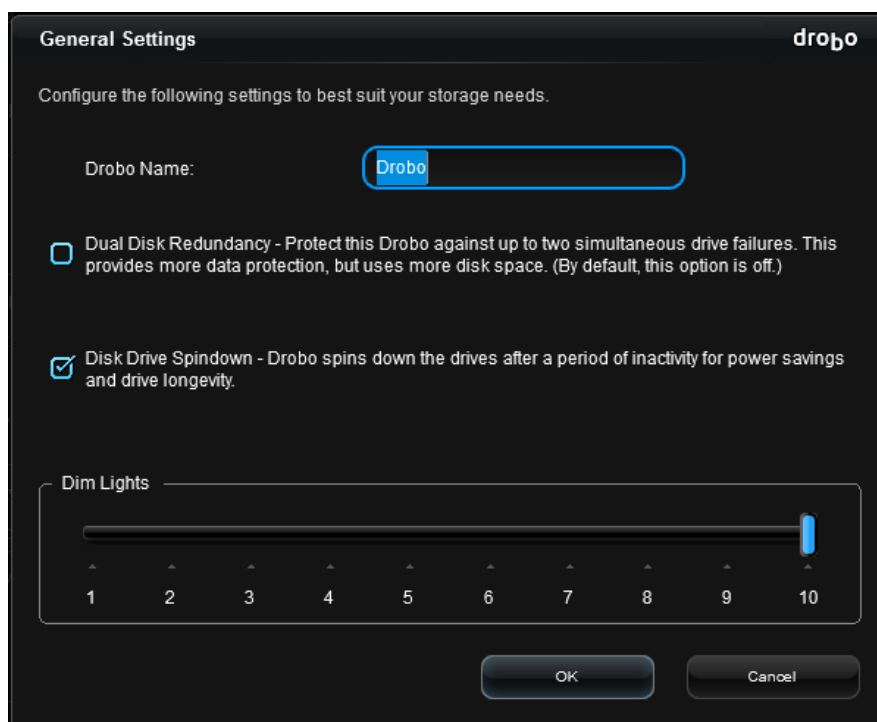 General Settings
drobo
Configure the following settings to best suit your storage needs.
Drobo Name:
Drobo
Dual Disk Redundancy - Protect this Drobo against up to two simultaneous drive failures. This
provides more data protection, but uses more disk space. (By default, this option is off.)
Disk Drive Spindown - Drobo spins down the drives after a period of inactivity for power savings
and drive longevity.
Dim Lights
1 2 3 4 5 6 7 8 9 10
OK
Cancel